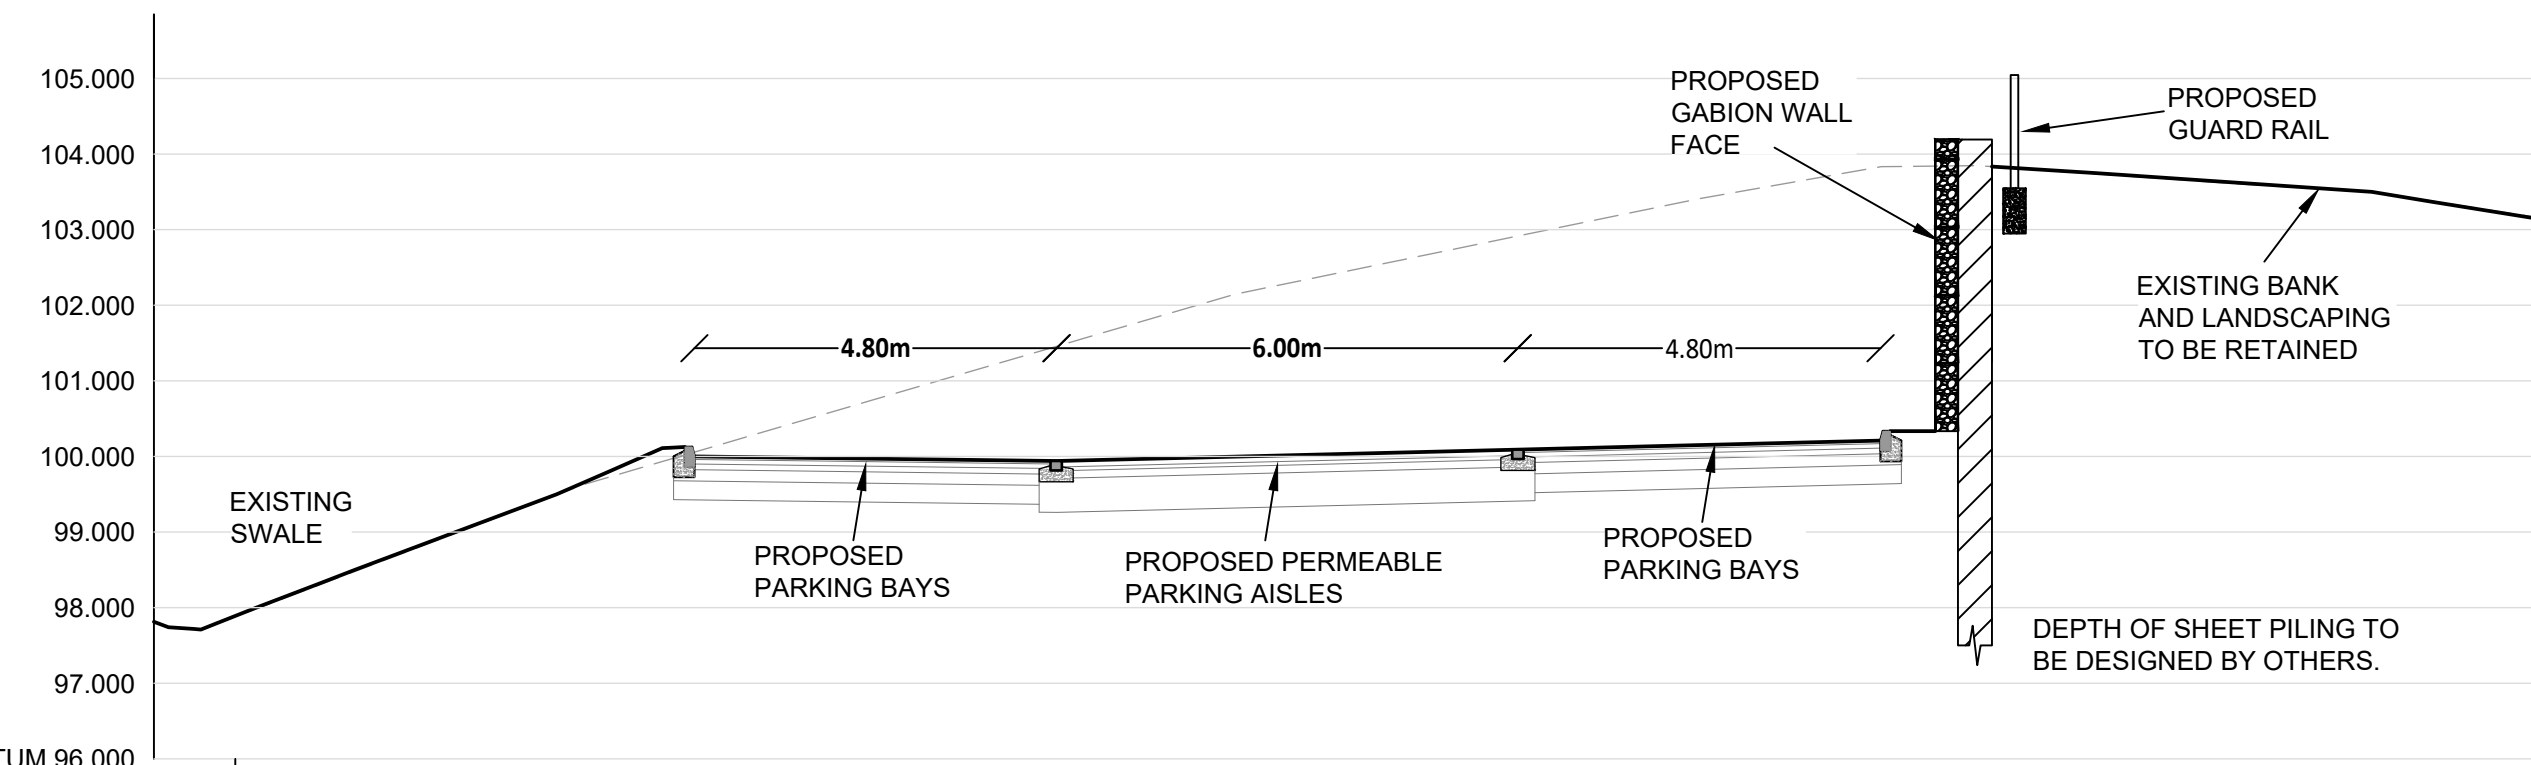 105.000
104.000
103.000
102.000
101.000
100.000
99.000
98.000
97.000
TUM 96.000
PROPOSED
GABION WALL
FACE
PROPOSED
GUARD RAIL
EXISTING BANK
AND LANDSCAPING
TO BE RETAINED
4.80m
6.00m
4.80m
EXISTING
SWALE
PROPOSED
PARKING BAYS
PROPOSED PERMEABLE
PARKING AISLES
PROPOSED
PARKING BAYS
DEPTH OF SHEET PILING TO
BE DESIGNED BY OTHERS.